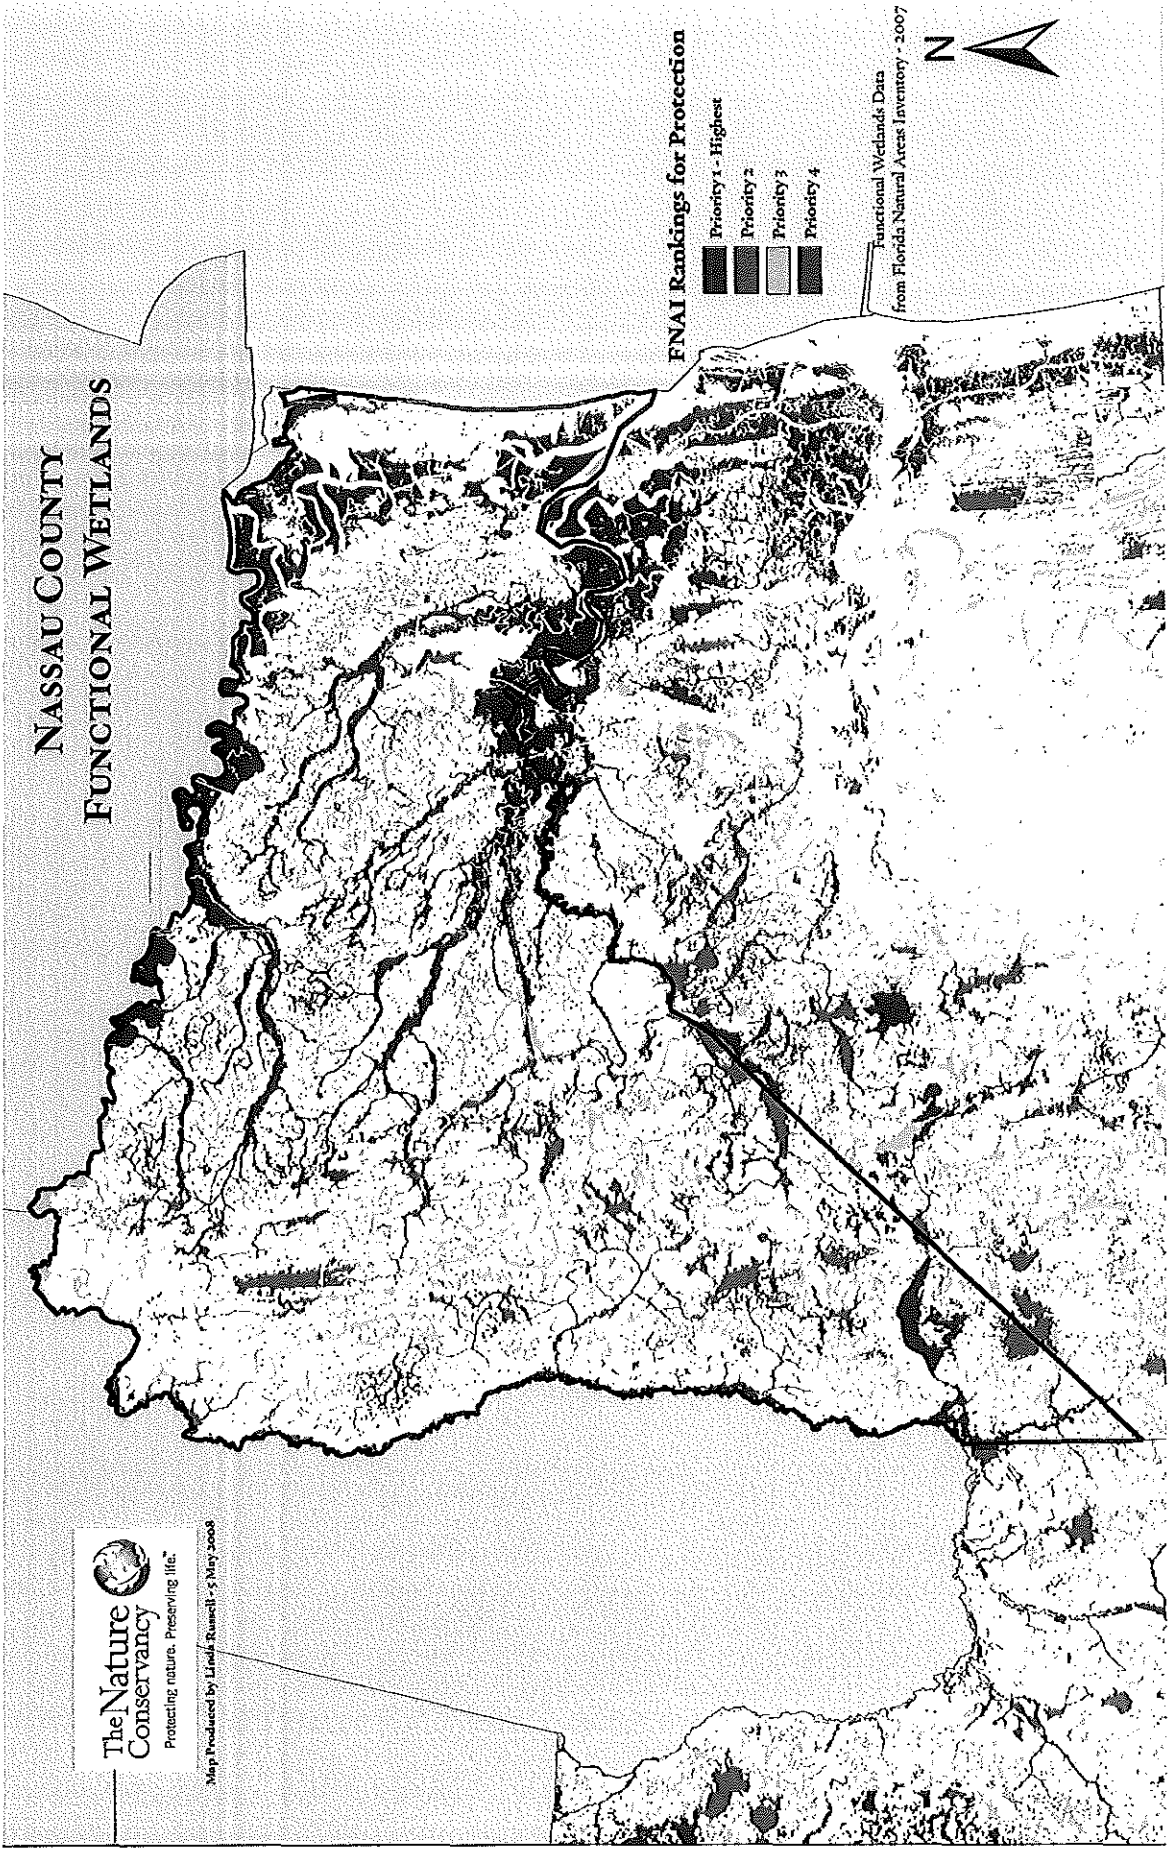 NASSAU COUNTY
FUNCTIONAL WETLANDS
The Nature
Conservancy
Protecting nature. Preserving life.™
Map Produced by Linda Russell - 5 May 2008
FNAI Rankings for Protection
Priority 1 - Highest
Priority 2
Priority 3
Priority 4
Functional Wetlands Data
from Florida Natural Areas Inventory - 2007
N